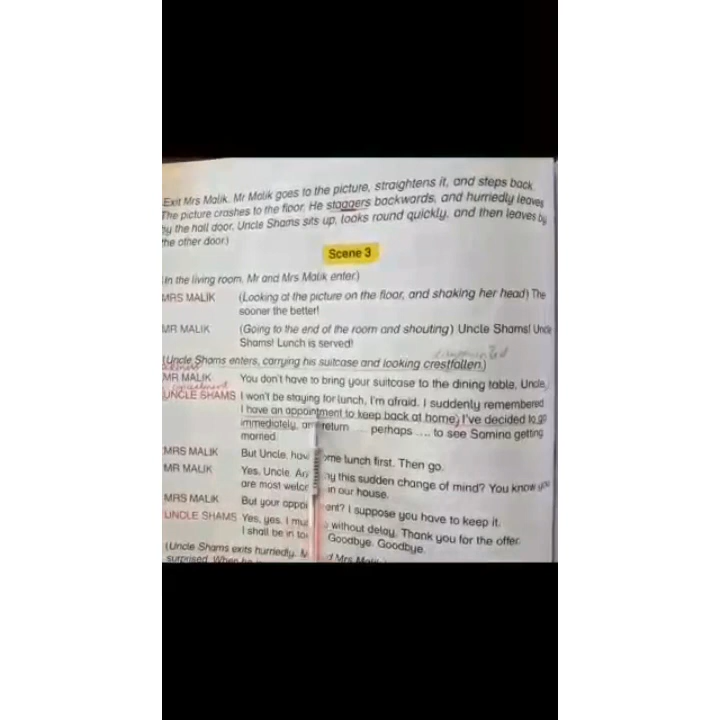 Exit Mrs Malik. Mr Malik goes to the picture, straightens it, and steps back.
The picture crashes to the floor. He staggers backwards, and hurriedly leaves
by the hall door. Uncle Shams sits up, looks round quickly, and then leaves by
the other door.)
Scene 3
(In the living room. Mr and Mrs Malik enter.)
MRS MALIK (Looking at the picture on the floor, and shaking her head) The
sooner the better!
MR MALIK (Going to the end of the room and shouting) Uncle Shams! Uncle
Shams! Lunch is served!
(Uncle Shams enters, carrying his suitcase and looking crestfallen.)
MR MALIK You don't have to bring your suitcase to the dining table, Uncle.
UNCLE SHAMS I won't be staying for lunch, I'm afraid. I suddenly remembered
I have an appointment to keep back at home. I've decided to go
immediately, and return .... perhaps .... to see Samina getting
married.
MRS MALIK But Uncle, have some lunch first. Then go.
MR MALIK Yes, Uncle. Any this sudden change of mind? You know you
are most welcome in our house.
MRS MALIK But your appointment? I suppose you have to keep it.
UNCLE SHAMS Yes, yes. I must without delay. Thank you for the offer.
I shall be in Goodbye. Goodbye.
(Uncle Shams exits hurriedly. Mrs Malik
surprised. When